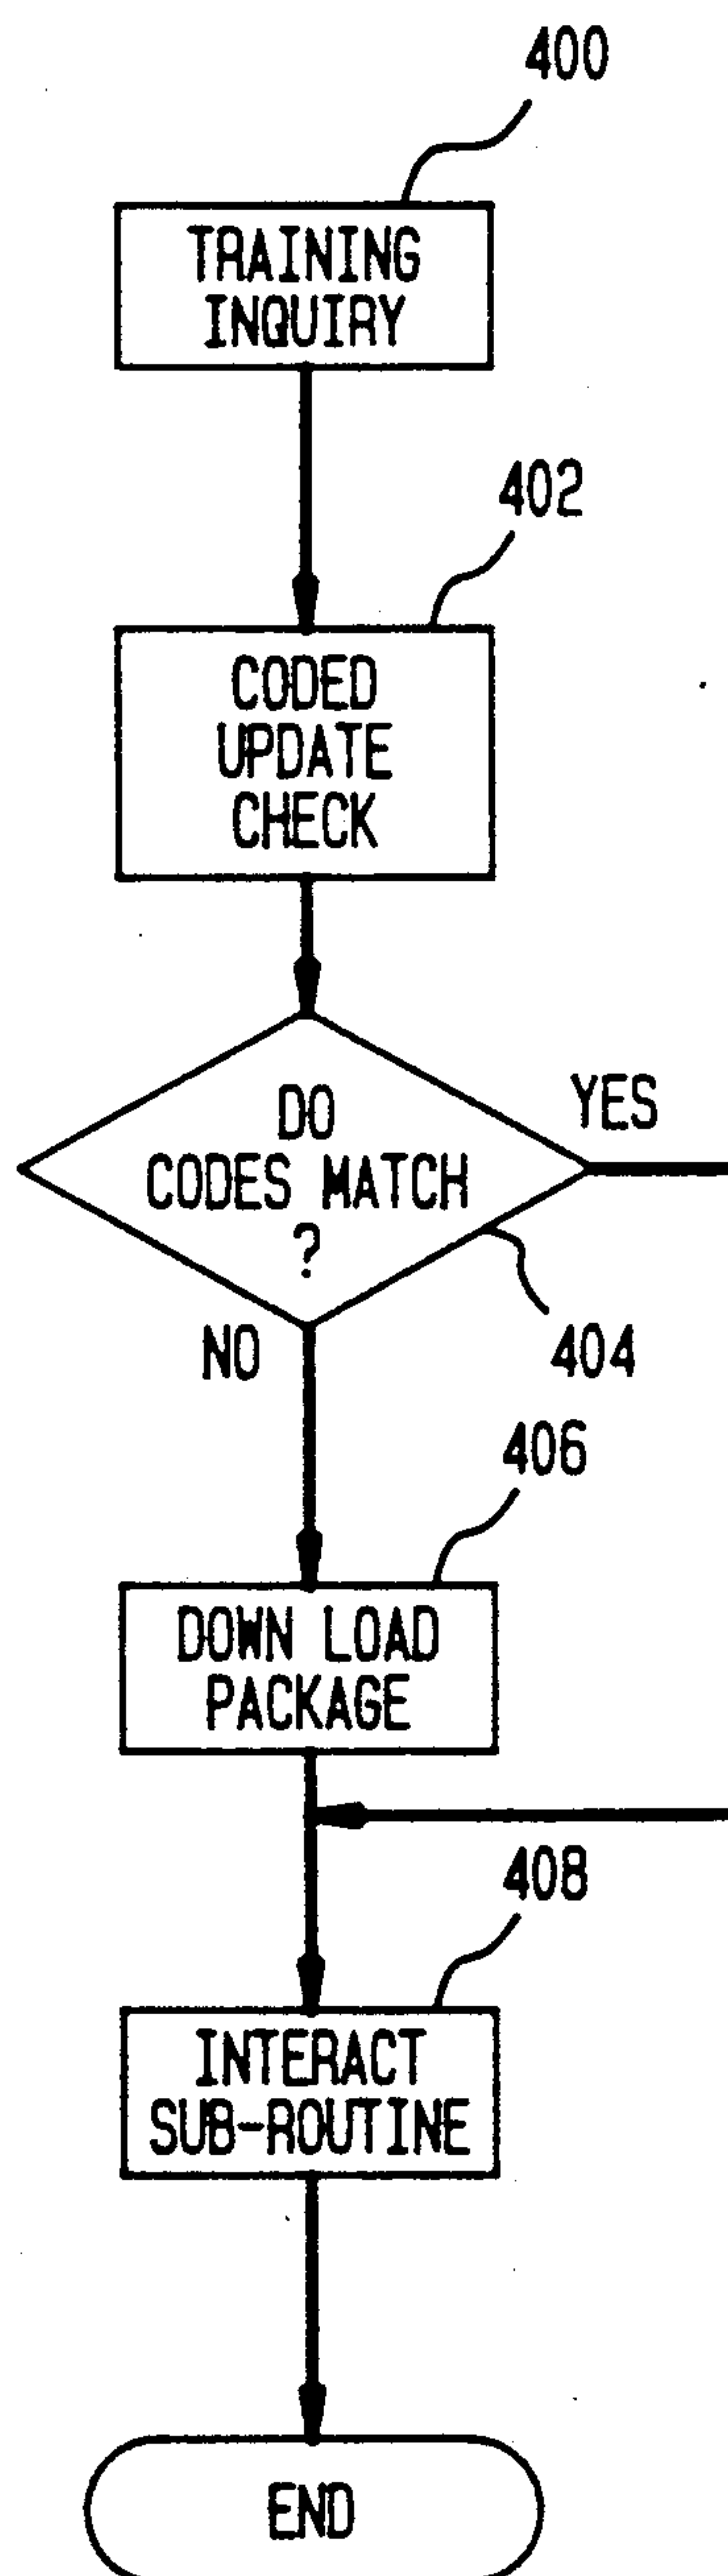 400
TRAINING
INQUIRY
402
CODED
UPDATE
CHECK
DO
CODES MATCH
?
YES
NO
404
406
DOWN LOAD
PACKAGE
408
INTERACT
SUB-ROUTINE
END